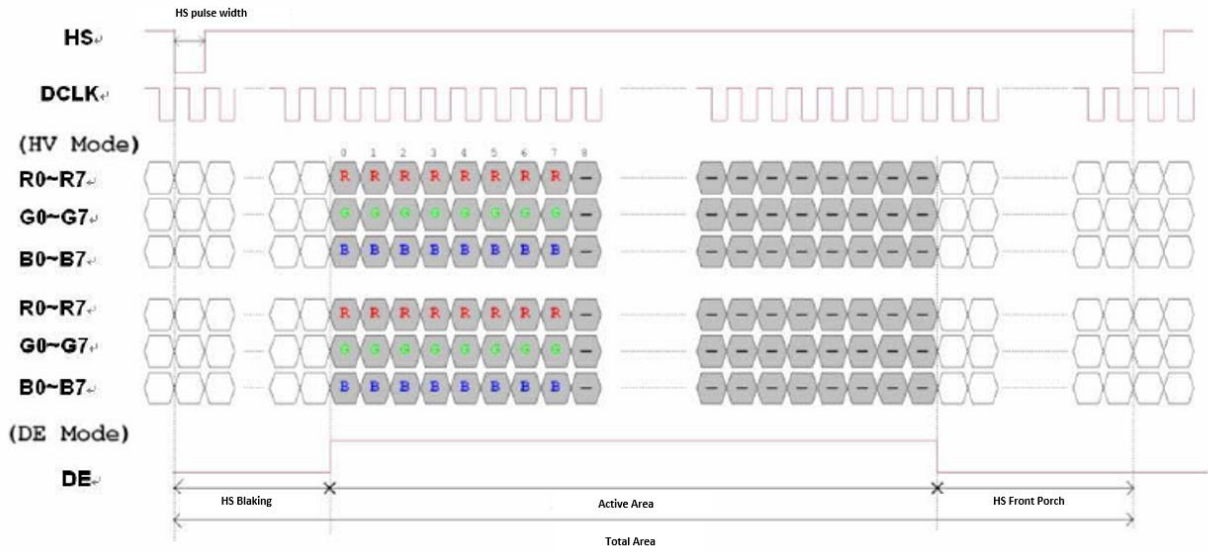 HS pulse width
HS↵
DCLK↵
(HV Mode)
0 1 2 3 4 5 6 7 8
R0~R7↵ R R R R R R R R – – – – – – – – –
G0~G7↵ G G G G G G G G – – – – – – – – –
B0~B7↵ B B B B B B B B – – – – – – – – –
R0~R7↵ R R R R R R R R – – – – – – – – –
G0~G7↵ G G G G G G G G – – – – – – – – –
B0~B7↵ B B B B B B B B – – – – – – – – –
(DE Mode)
DE↵
HS Blaking Active Area HS Front Porch
Total Area